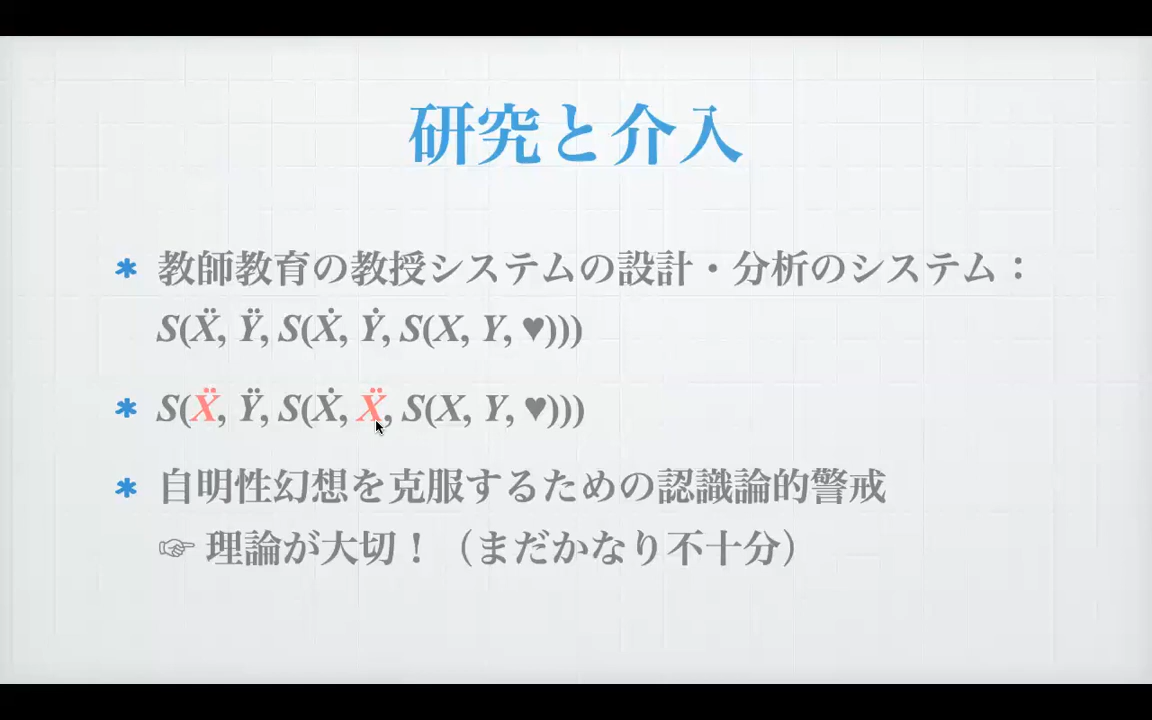 研究と介入
* 教師教育の教授システムの設計・分析のシステム：
S(Ẍ, Ÿ, S(Ẋ, Ẏ, S(X, Y, ♥)))
* S(Ẍ, Ÿ, S(Ẋ, Ẍ, S(X, Y, ♥)))
* 自明性幻想を克服するための認識論的警戒
☞ 理論が大切！（まだかなり不十分）